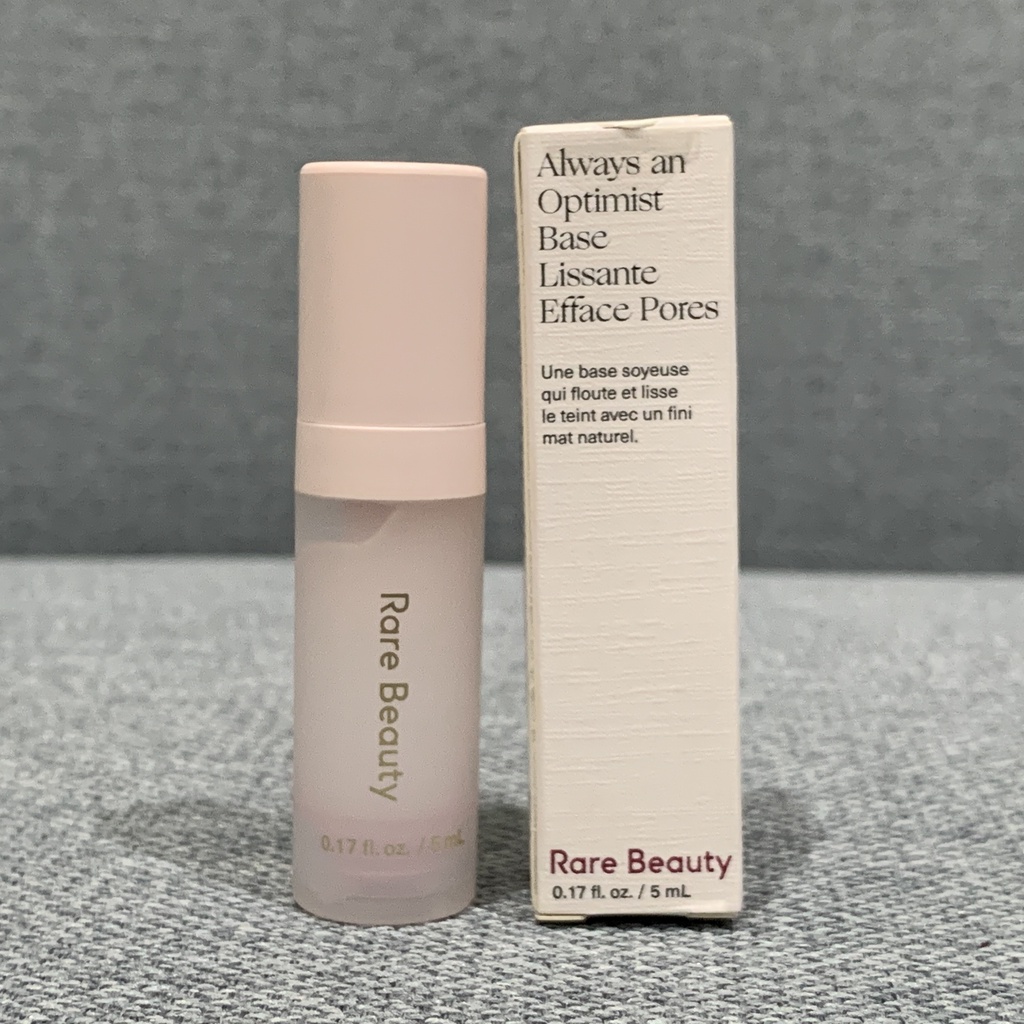 Rare Beauty
0.17 fl. oz. / 5 mL
Always an
Optimist
Base
Lissante
Efface Pores
Une base soyeuse
qui floute et lisse
le teint avec un fini
mat naturel.
Rare Beauty
0.17 fl. oz. / 5 mL